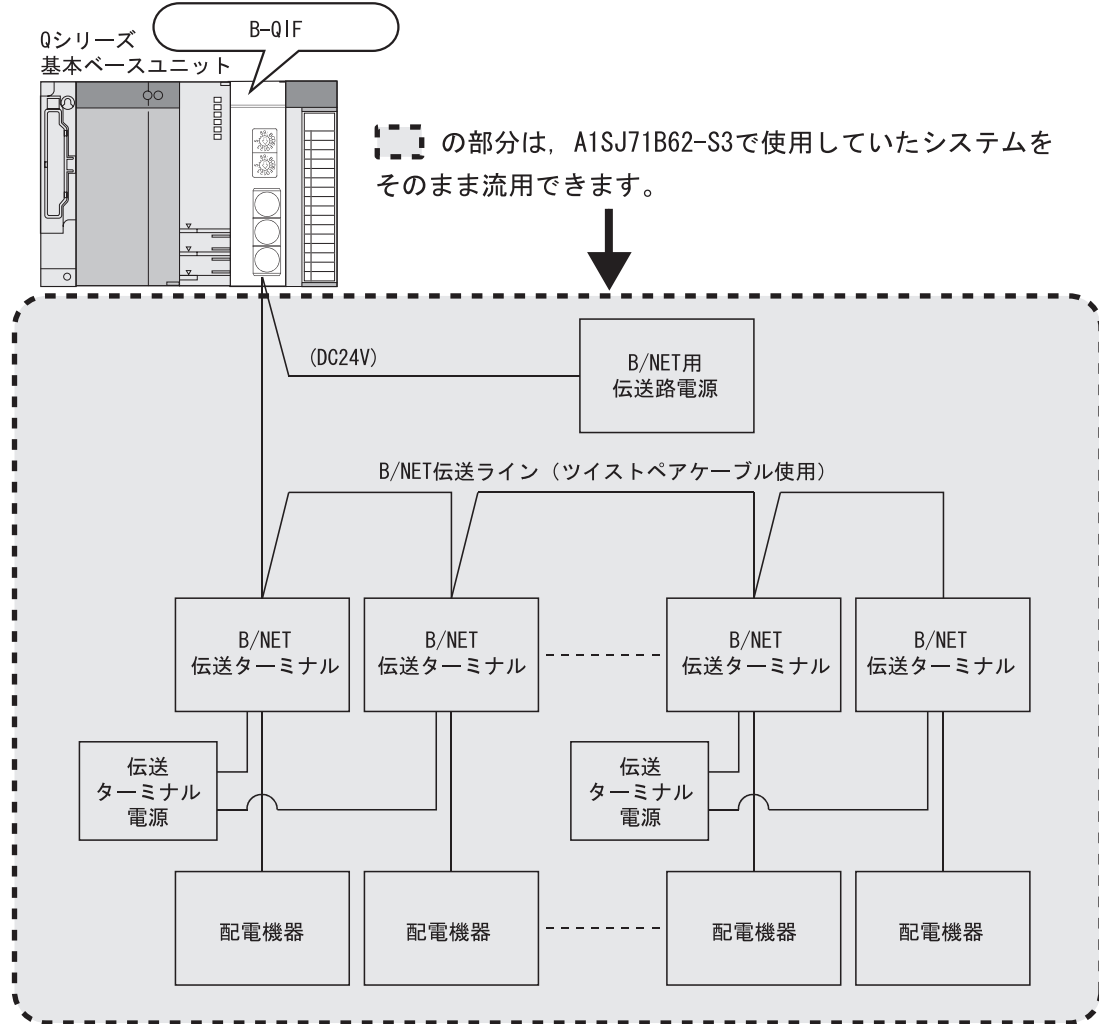 B-QIF
Qシリーズ
基本ベースユニット
の部分は，A1SJ71B62-S3で使用していたシステムを
そのまま流用できます。
(DC24V)
B/NET用
伝送路電源
B/NET伝送ライン（ツイストペアケーブル使用）
B/NET
伝送ターミナル
B/NET
伝送ターミナル
B/NET
伝送ターミナル
B/NET
伝送ターミナル
伝送
ターミナル
電源
伝送
ターミナル
電源
配電機器
配電機器
配電機器
配電機器